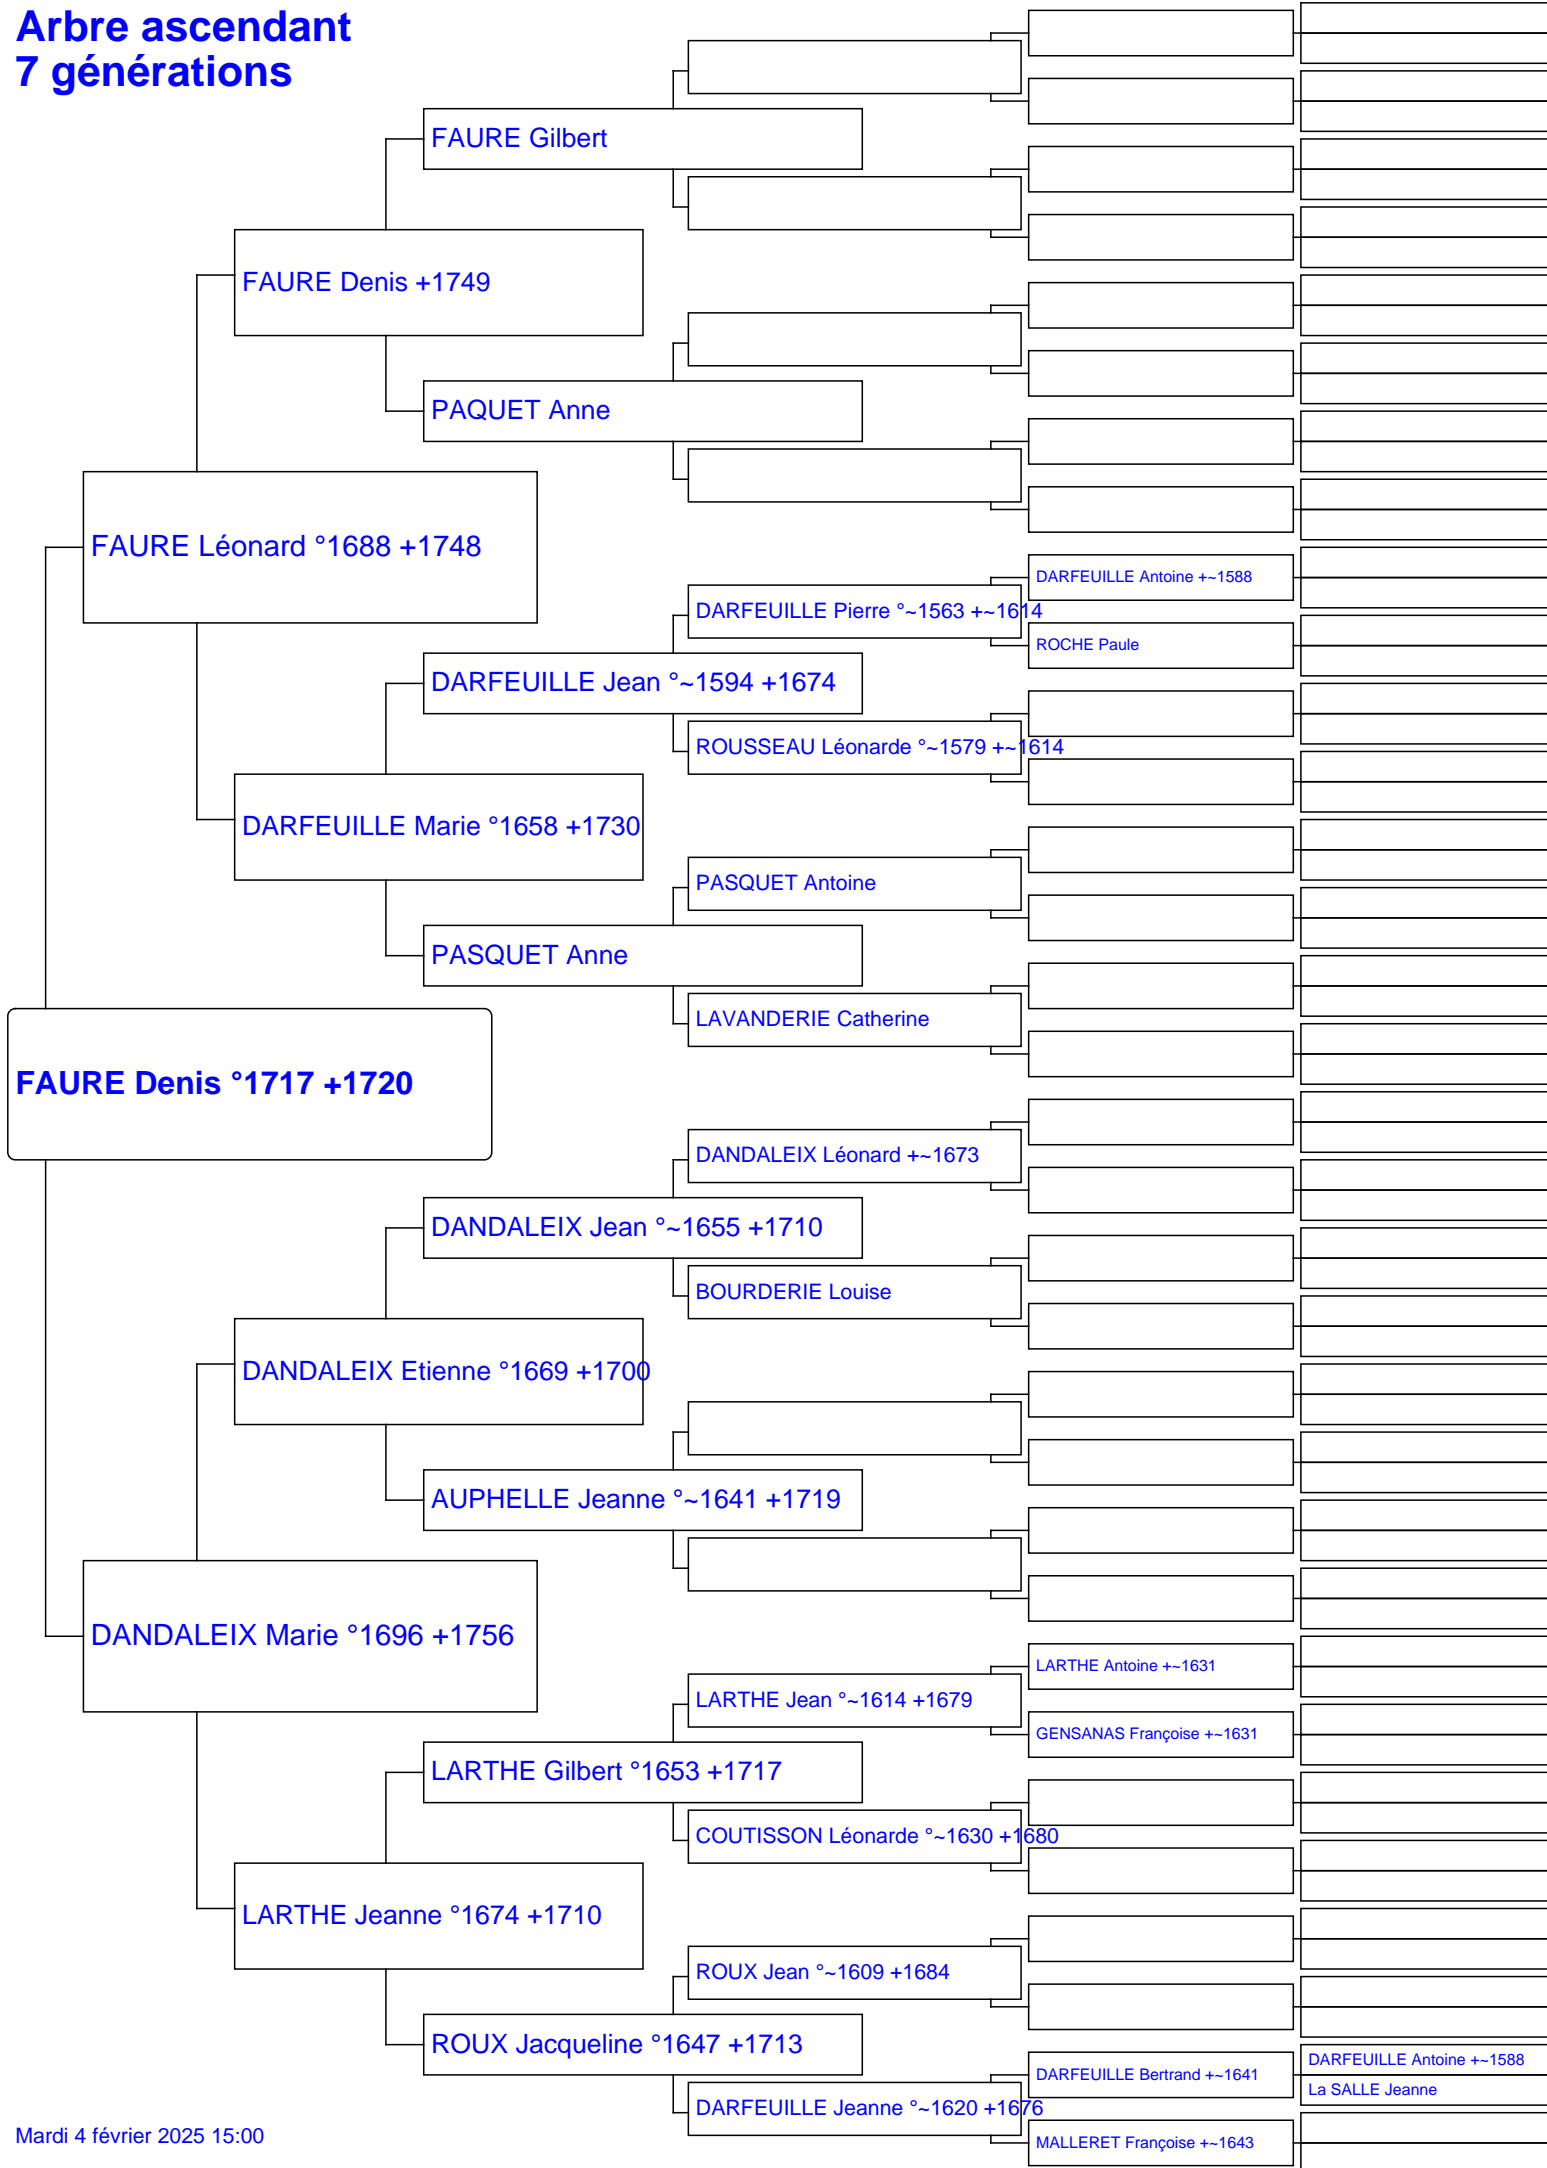 Arbre ascendant
7 générations
FAURE Gilbert
FAURE Denis +1749
PAQUET Anne
FAURE Léonard °1688 +1748
DARFEUILLE Antoine +~1588
DARFEUILLE Pierre °~1563 +~1614
ROCHE Paule
DARFEUILLE Jean °~1594 +1674
ROUSSEAU Léonarde °~1579 +~1614
DARFEUILLE Marie °1658 +1730
PASQUET Antoine
PASQUET Anne
LAVANDERIE Catherine
FAURE Denis °1717 +1720
DANDALEIX Léonard +~1673
DANDALEIX Jean °~1655 +1710
BOURDERIE Louise
DANDALEIX Etienne °1669 +1700
AUPHELLE Jeanne °~1641 +1719
DANDALEIX Marie °1696 +1756
LARTHE Antoine +~1631
LARTHE Jean °~1614 +1679
GENSANAS Françoise +~1631
LARTHE Gilbert °1653 +1717
COUTISSON Léonarde °~1630 +1680
LARTHE Jeanne °1674 +1710
ROUX Jean °~1609 +1684
ROUX Jacqueline °1647 +1713
DARFEUILLE Antoine +~1588
DARFEUILLE Bertrand +~1641
La SALLE Jeanne
DARFEUILLE Jeanne °~1620 +1676
MALLERET Françoise +~1643
Mardi 4 février 2025 15:00